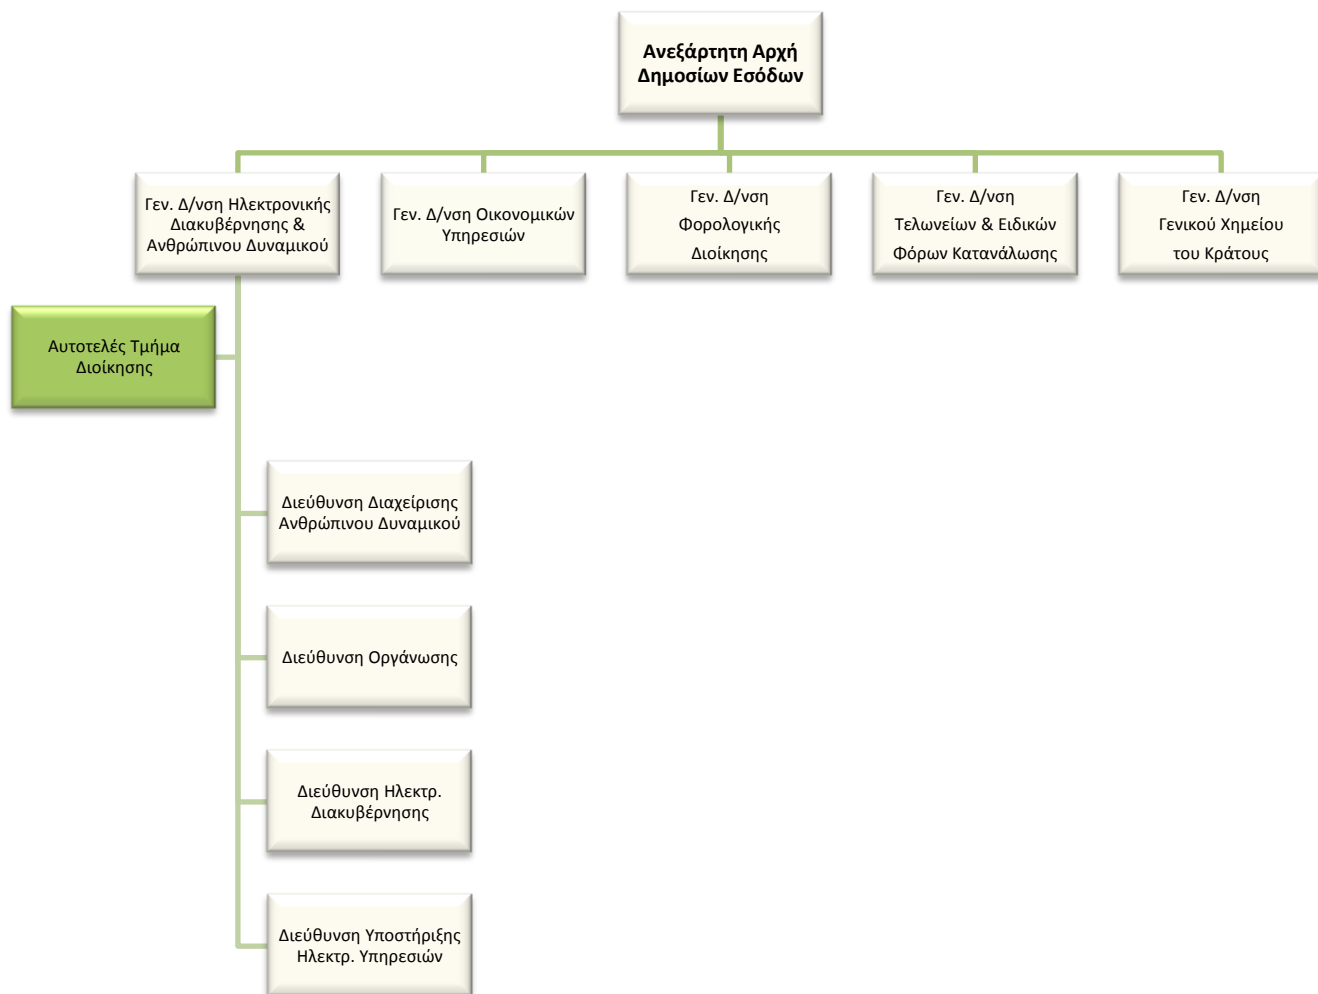 Ανεξάρτητη Αρχή
Δημοσίων Εσόδων
Γεν. Δ/νση Ηλεκτρονικής
Διακυβέρνησης &
Ανθρώπινου Δυναμικού
Γεν. Δ/νση Οικονομικών
Υπηρεσιών
Γεν. Δ/νση
Φορολογικής
Διοίκησης
Γεν. Δ/νση
Τελωνείων & Ειδικών
Φόρων Κατανάλωσης
Γεν. Δ/νση
Γενικού Χημείου
του Κράτους
Αυτοτελές Τμήμα
Διοίκησης
Διεύθυνση Διαχείρισης
Ανθρώπινου Δυναμικού
Διεύθυνση Οργάνωσης
Διεύθυνση Ηλεκτρ.
Διακυβέρνησης
Διεύθυνση Υποστήριξης
Ηλεκτρ. Υπηρεσιών